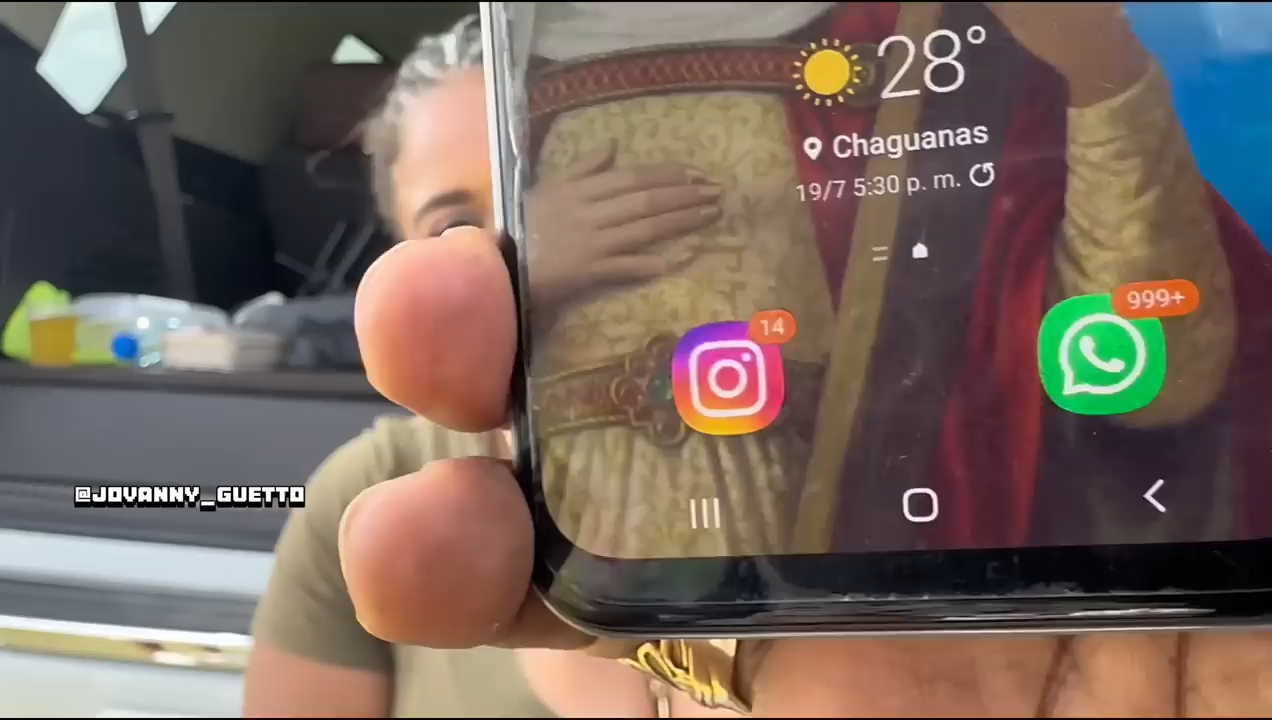 28°
Chaguanas
19/7 5:30 p. m.
999+
14
@JOVANNY_GUETTO